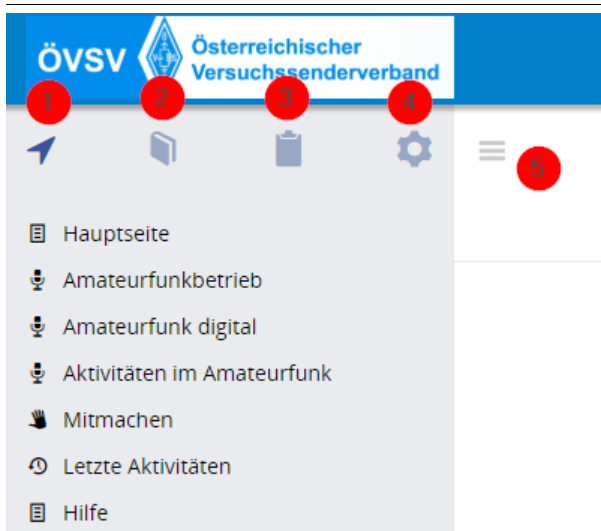 ÖVSV Österreichischer
Versuchssenderverband
1 2 3 4
5
Hauptseite
Amateurfunkbetrieb
Amateurfunk digital
Aktivitäten im Amateurfunk
Mitmachen
Letzte Aktivitäten
Hilfe